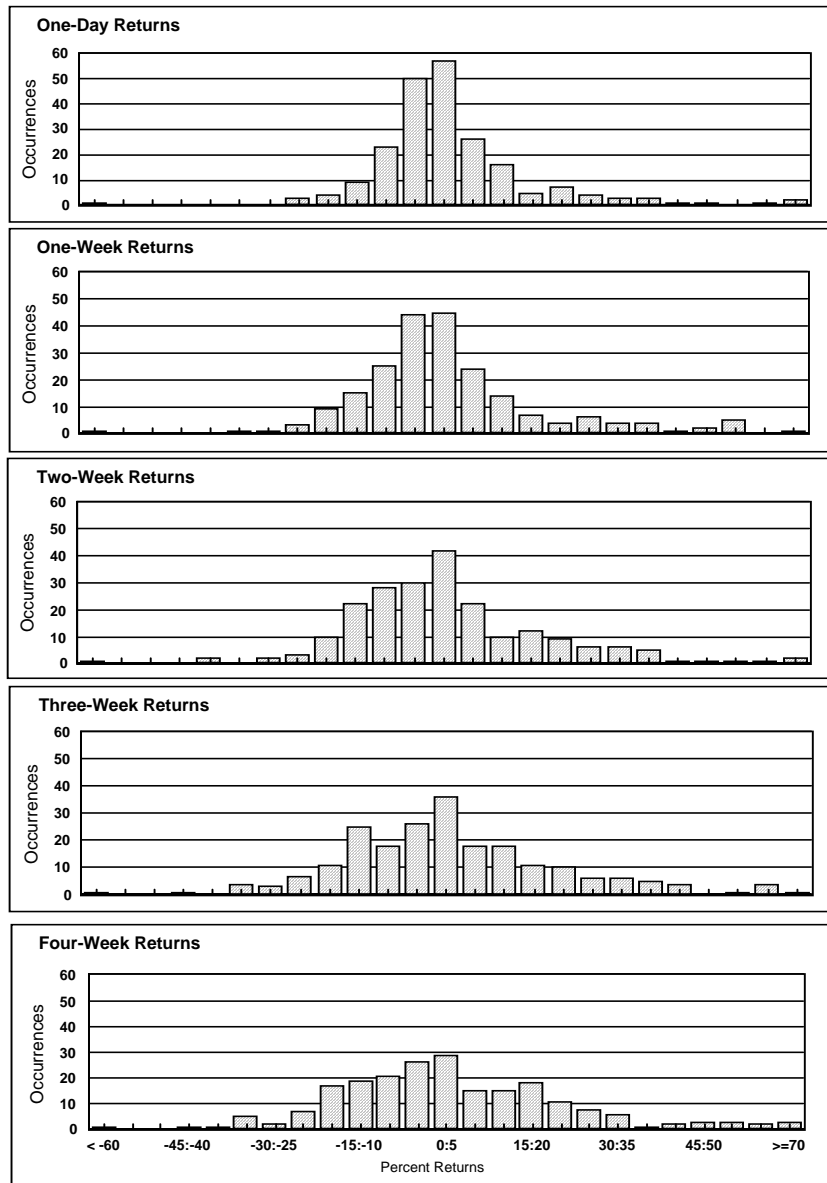 One-Day Returns
60
50
40
30
20
10
0
Occurrences
One-Week Returns
60
50
40
30
20
10
0
Occurrences
Two-Week Returns
60
50
40
30
20
10
0
Occurrences
Three-Week Returns
60
50
40
30
20
10
0
Occurrences
Four-Week Returns
60
50
40
30
20
10
0
Occurrences
< -60 -45:-40 -30:-25 -15:-10 0:5 15:20 30:35 45:50 >=70
Percent Returns